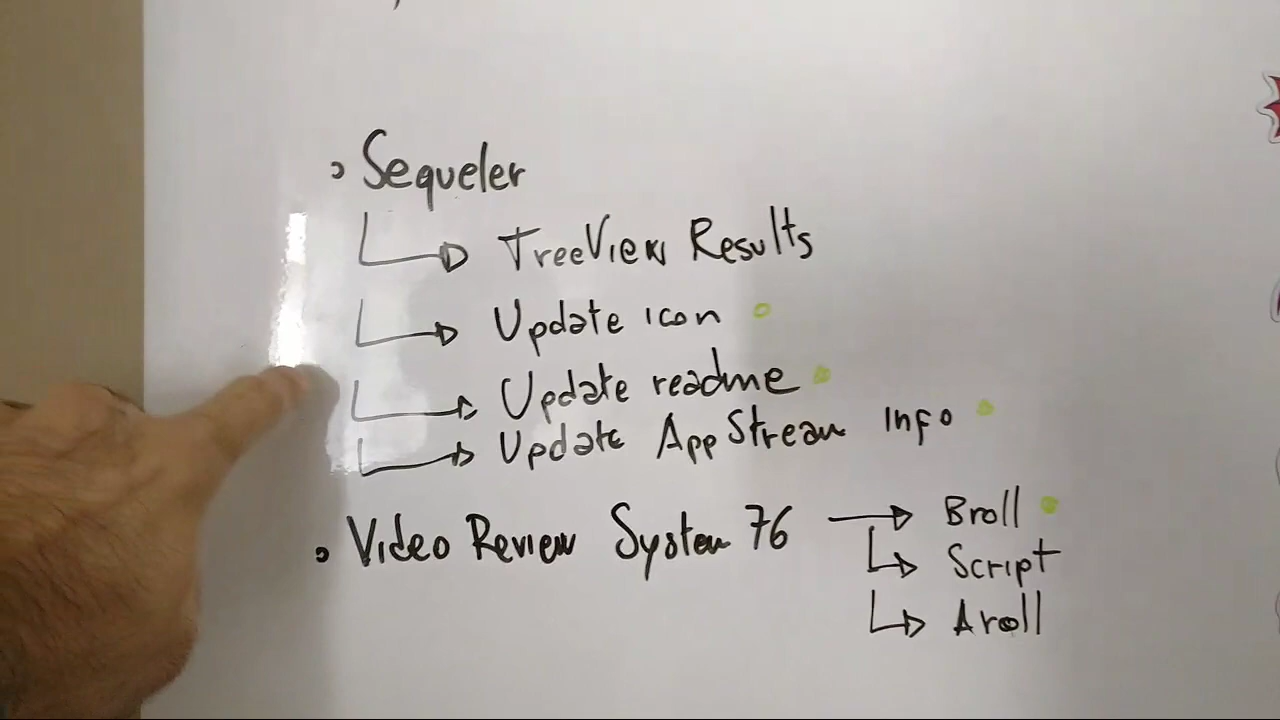 Sequeler
TreeView Results
Update icon
Update readme
Update AppStream Info
Video Review System 76
Broll
Script
Aroll